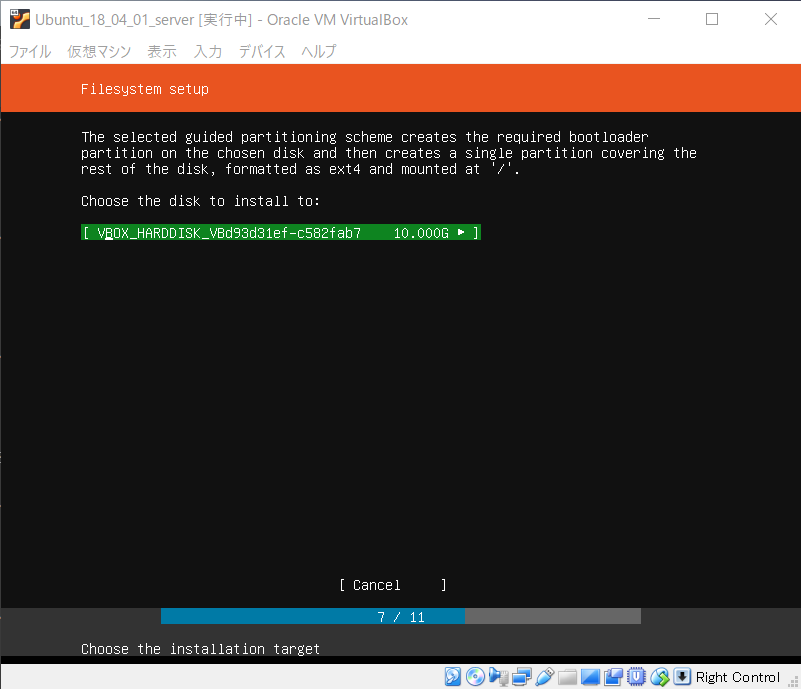 Ubuntu_18_04_01_server [実行中] - Oracle VM VirtualBox
ファイル 仮想マシン 表示 入力 デバイス ヘルプ
Filesystem setup
The selected guided partitioning scheme creates the required bootloader
partition on the chosen disk and then creates a single partition covering the
rest of the disk, formatted as ext4 and mounted at '/'.
Choose the disk to install to:
[ VBOX_HARDDISK_VBd93d31ef-c582fab7 10.000G ▸ ]
[ Cancel ]
7 / 11
Choose the installation target
Right Control